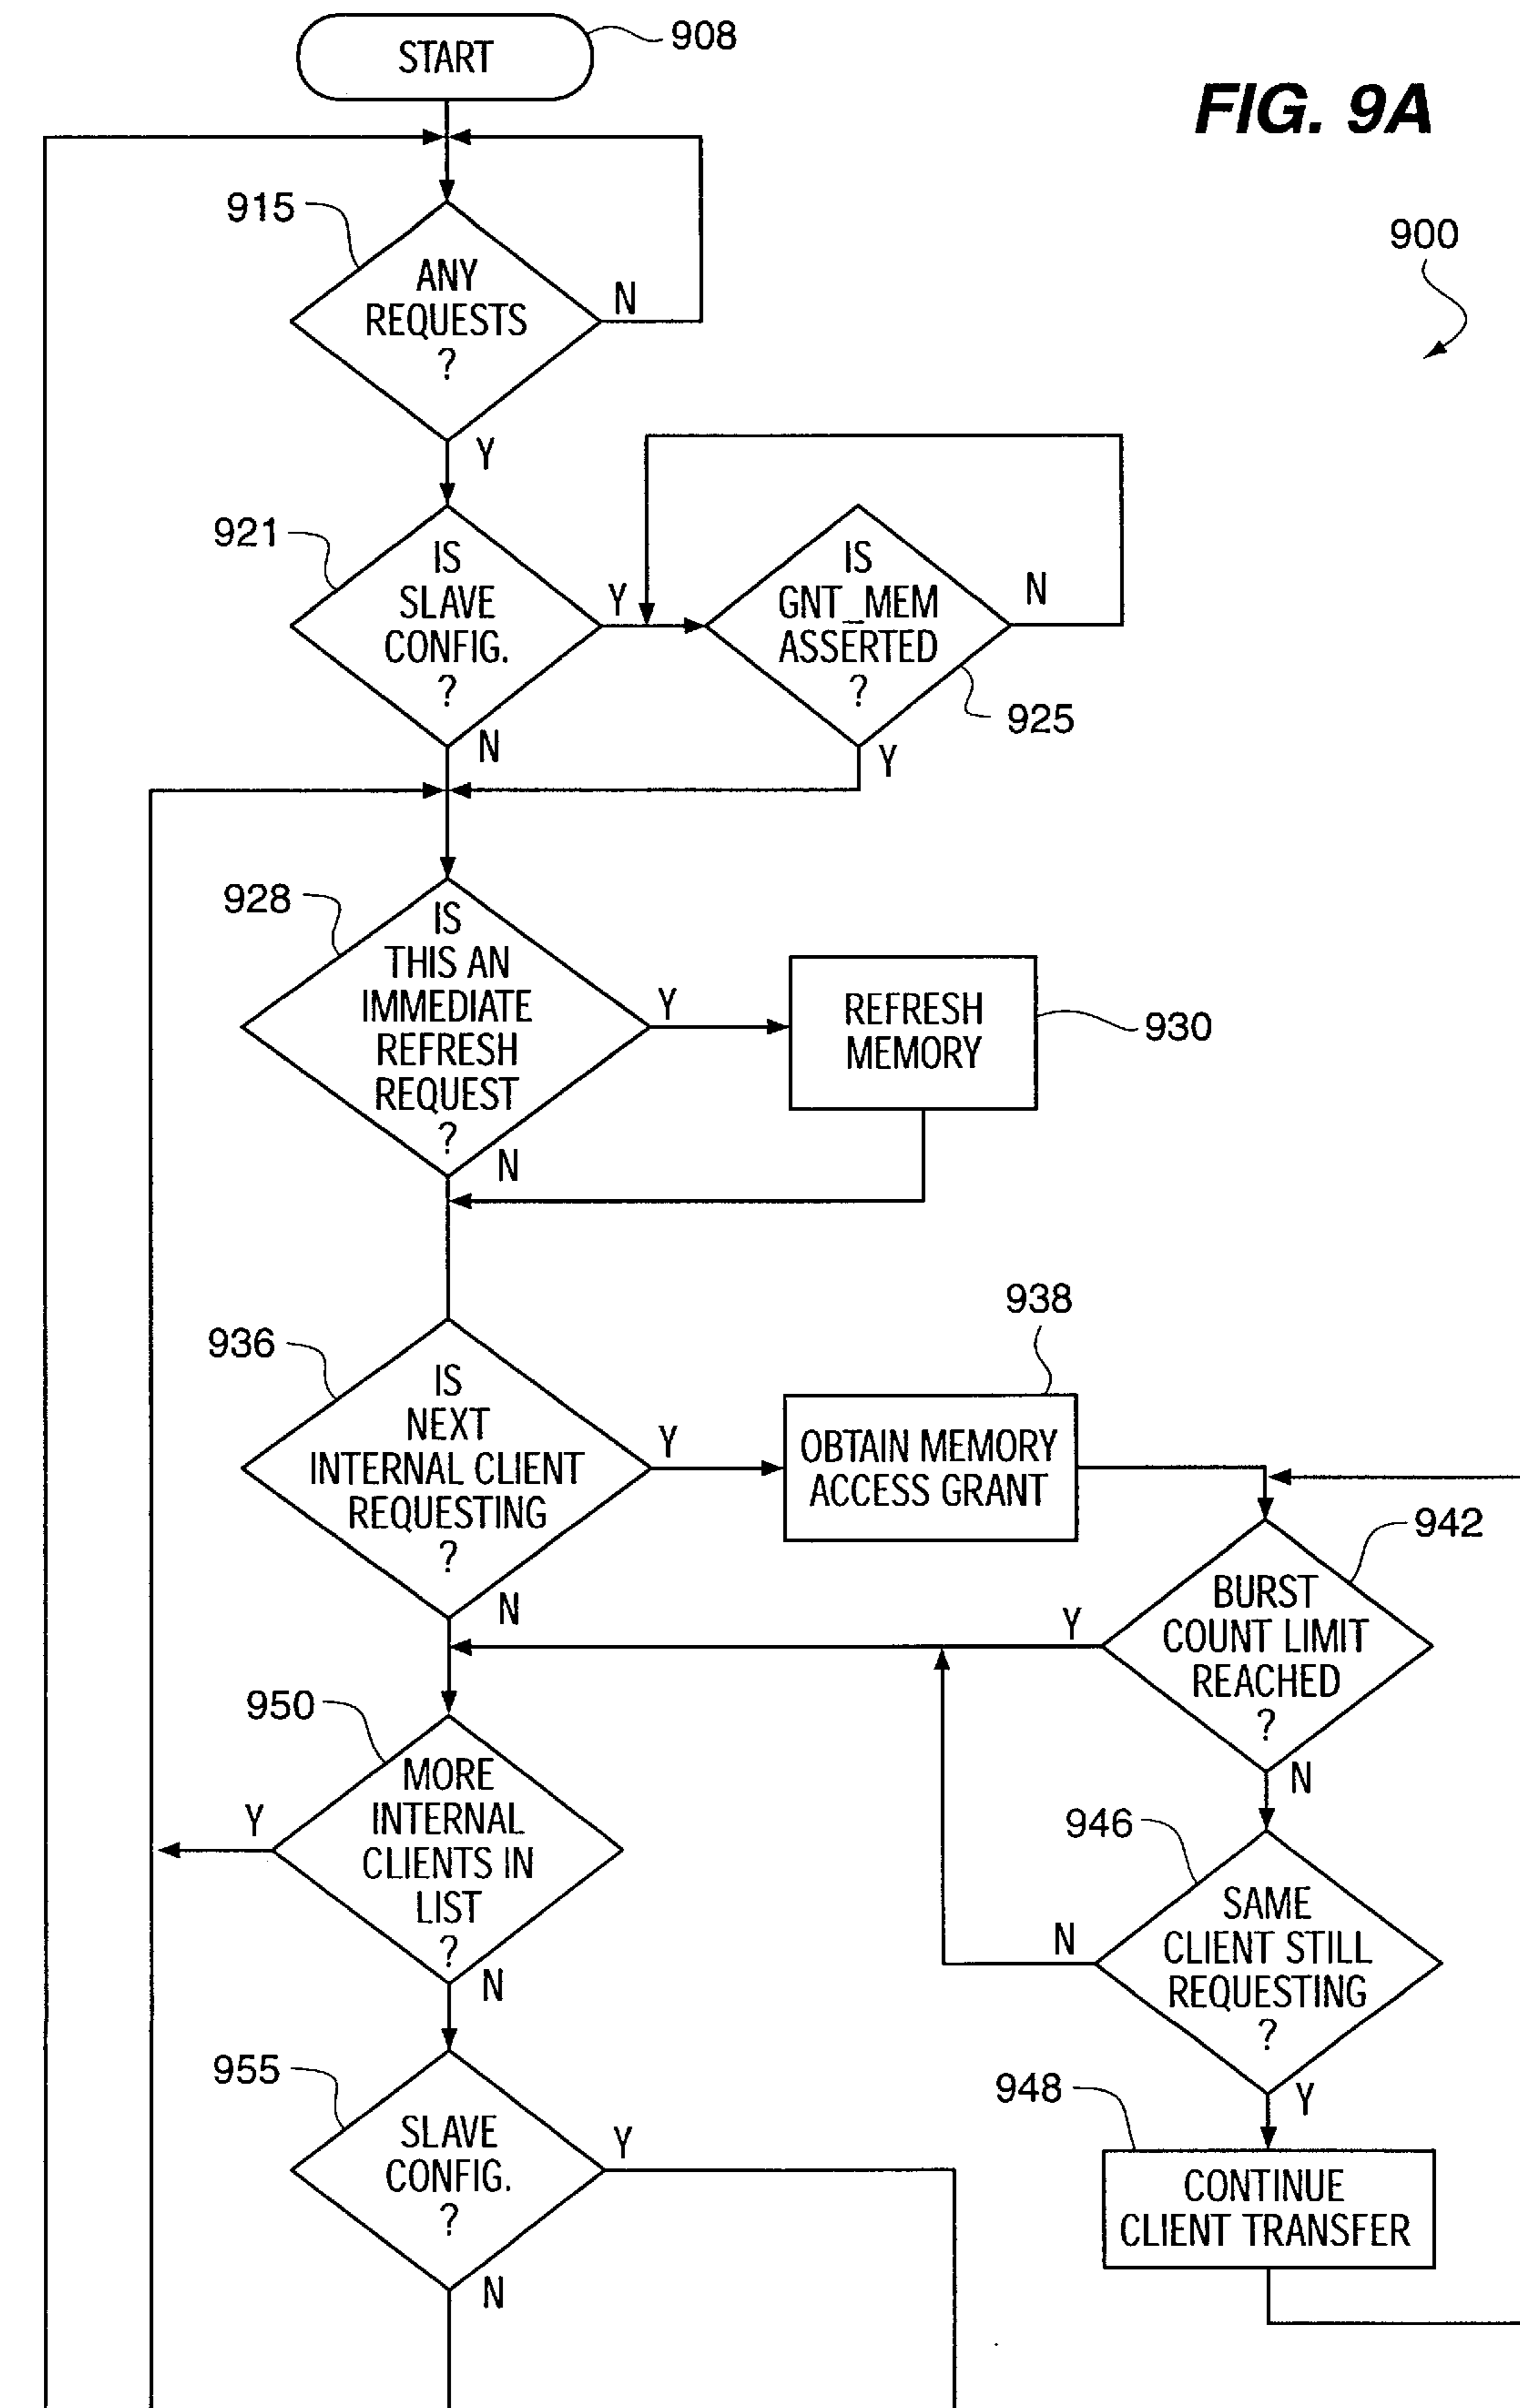 START
908
FIG. 9A
915
ANY
REQUESTS
?
N
Y
900
921
IS
SLAVE
CONFIG.
?
Y
N
IS
GNT_MEM
ASSERTED
?
N
925
Y
928
IS
THIS AN
IMMEDIATE
REFRESH
REQUEST
?
Y
N
REFRESH
MEMORY
930
936
IS
NEXT
INTERNAL CLIENT
REQUESTING
?
Y
N
938
OBTAIN MEMORY
ACCESS GRANT
942
BURST
COUNT LIMIT
REACHED
?
Y
N
950
MORE
INTERNAL
CLIENTS IN
LIST
?
Y
N
946
SAME
CLIENT STILL
REQUESTING
?
N
Y
955
SLAVE
CONFIG.
?
Y
N
948
CONTINUE
CLIENT TRANSFER